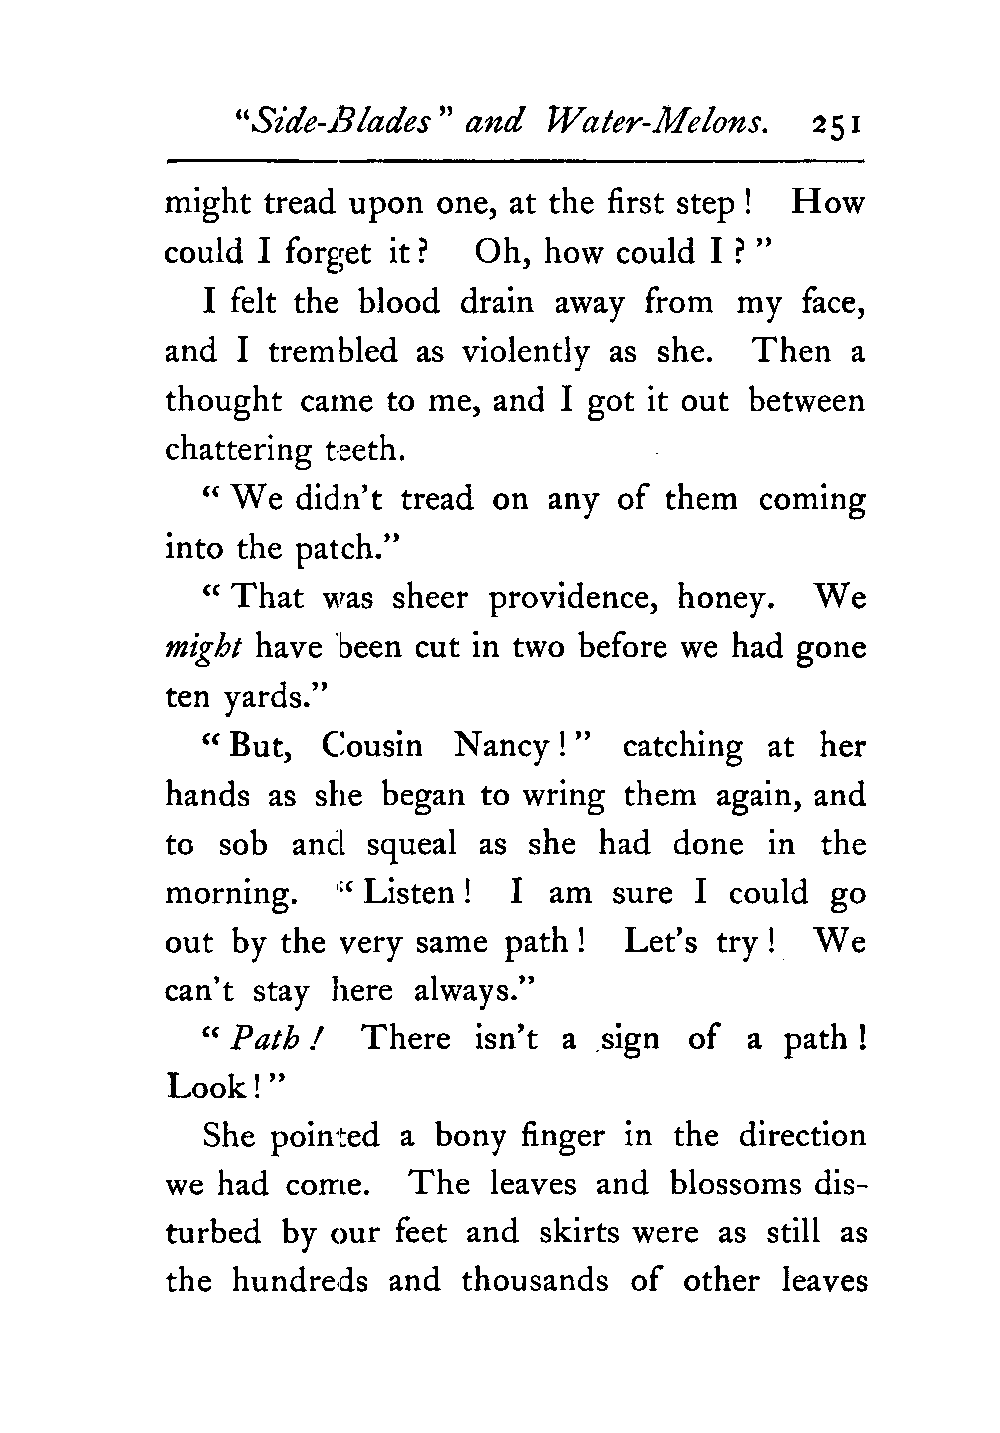 "Side-Blades" and Water-Melons. 251
might tread upon one, at the first step! How
could I forget it? Oh, how could I?"
I felt the blood drain away from my face,
and I trembled as violently as she. Then a
thought came to me, and I got it out between
chattering teeth.
"We didn't tread on any of them coming
into the patch."
"That was sheer providence, honey. We
might have been cut in two before we had gone
ten yards."
"But, Cousin Nancy!" catching at her
hands as she began to wring them again, and
to sob and squeal as she had done in the
morning. "Listen! I am sure I could go
out by the very same path! Let's try! We
can't stay here always."
"Path! There isn't a sign of a path!
Look!"
She pointed a bony finger in the direction
we had come. The leaves and blossoms dis-
turbed by our feet and skirts were as still as
the hundreds and thousands of other leaves